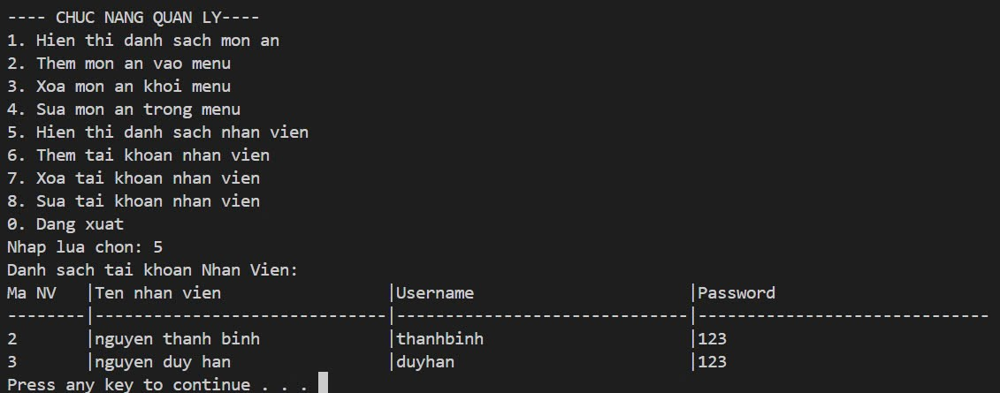 ---- CHUC NANG QUAN LY----
1. Hien thi danh sach mon an
2. Them mon an vao menu
3. Xoa mon an khoi menu
4. Sua mon an trong menu
5. Hien thi danh sach nhan vien
6. Them tai khoan nhan vien
7. Xoa tai khoan nhan vien
8. Sua tai khoan nhan vien
0. Dang xuat
Nhap lua chon: 5
Danh sach tai khoan Nhan Vien:
Ma NV   |Ten nhan vien                 |Username                      |Password
--------|------------------------------|------------------------------|------------------------------
2       |nguyen thanh binh             |thanhbinh                     |123
3       |nguyen duy han                |duyhan                        |123
Press any key to continue . . .